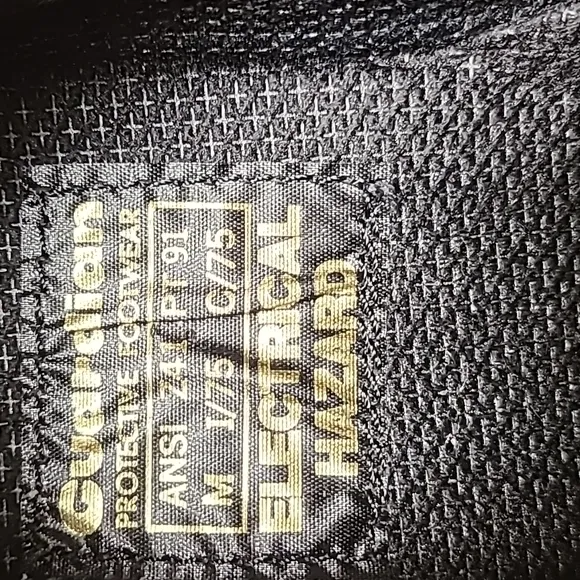 Guardian
PROTECTIVE FOOTWEAR
ANSI Z41 PT 91
M I/75 C/75
ELECTRICAL
HAZARD